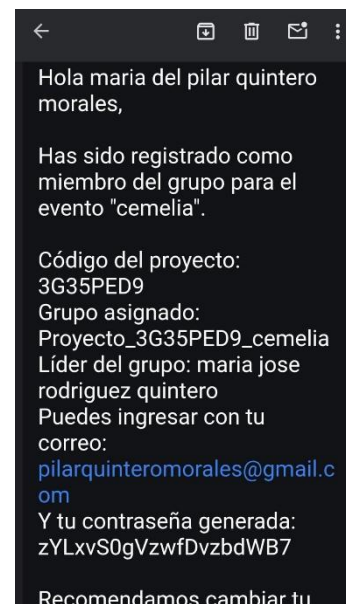 Hola maria del pilar quintero
morales,
Has sido registrado como
miembro del grupo para el
evento "cemelia".
Código del proyecto:
3G35PED9
Grupo asignado:
Proyecto_3G35PED9_cemelia
Líder del grupo: maria jose
rodriguez quintero
Puedes ingresar con tu
correo:
pilarquinteromorales@gmail.c
om
Y tu contraseña generada:
zYLxvS0gVzwfDvzbdWB7
Recomendamos cambiar tu